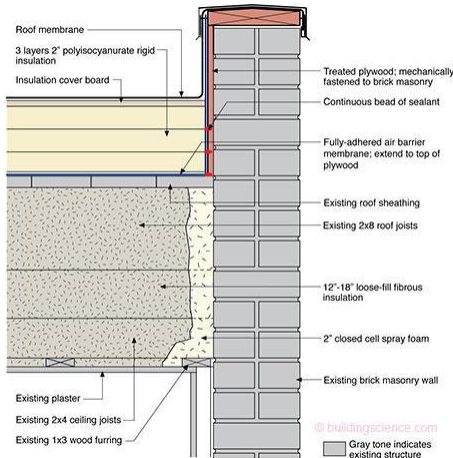 Roof membrane
3 layers 2" polyisocyanurate rigid
insulation
Insulation cover board
Treated plywood; mechanically
fastened to brick masonry
Continuous bead of sealant
Fully-adhered air barrier
membrane; extend to top of
plywood
Existing roof sheathing
Existing 2x8 roof joists
12"-18" loose-fill fibrous
insulation
2" closed cell spray foam
Existing brick masonry wall
Existing plaster
Existing 2x4 ceiling joists
Existing 1x3 wood furring
© buildingscience.com
Gray tone indicates
existing structure